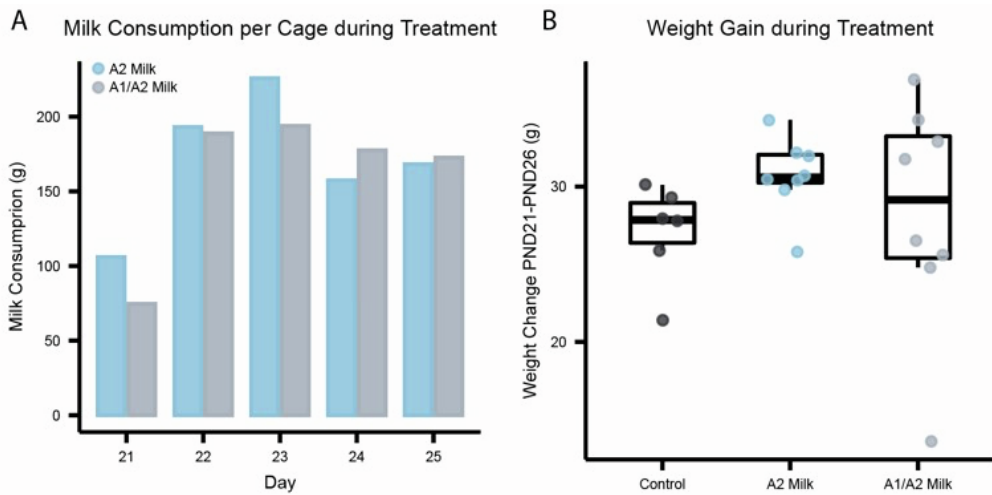 A
Milk Consumption per Cage during Treatment
A2 Milk
A1/A2 Milk
Milk Consumprion (g)
200
150
100
50
0
21 22 23 24 25
Day
B
Weight Gain during Treatment
Weight Change PND21-PND26 (g)
30
20
Control A2 Milk A1/A2 Milk